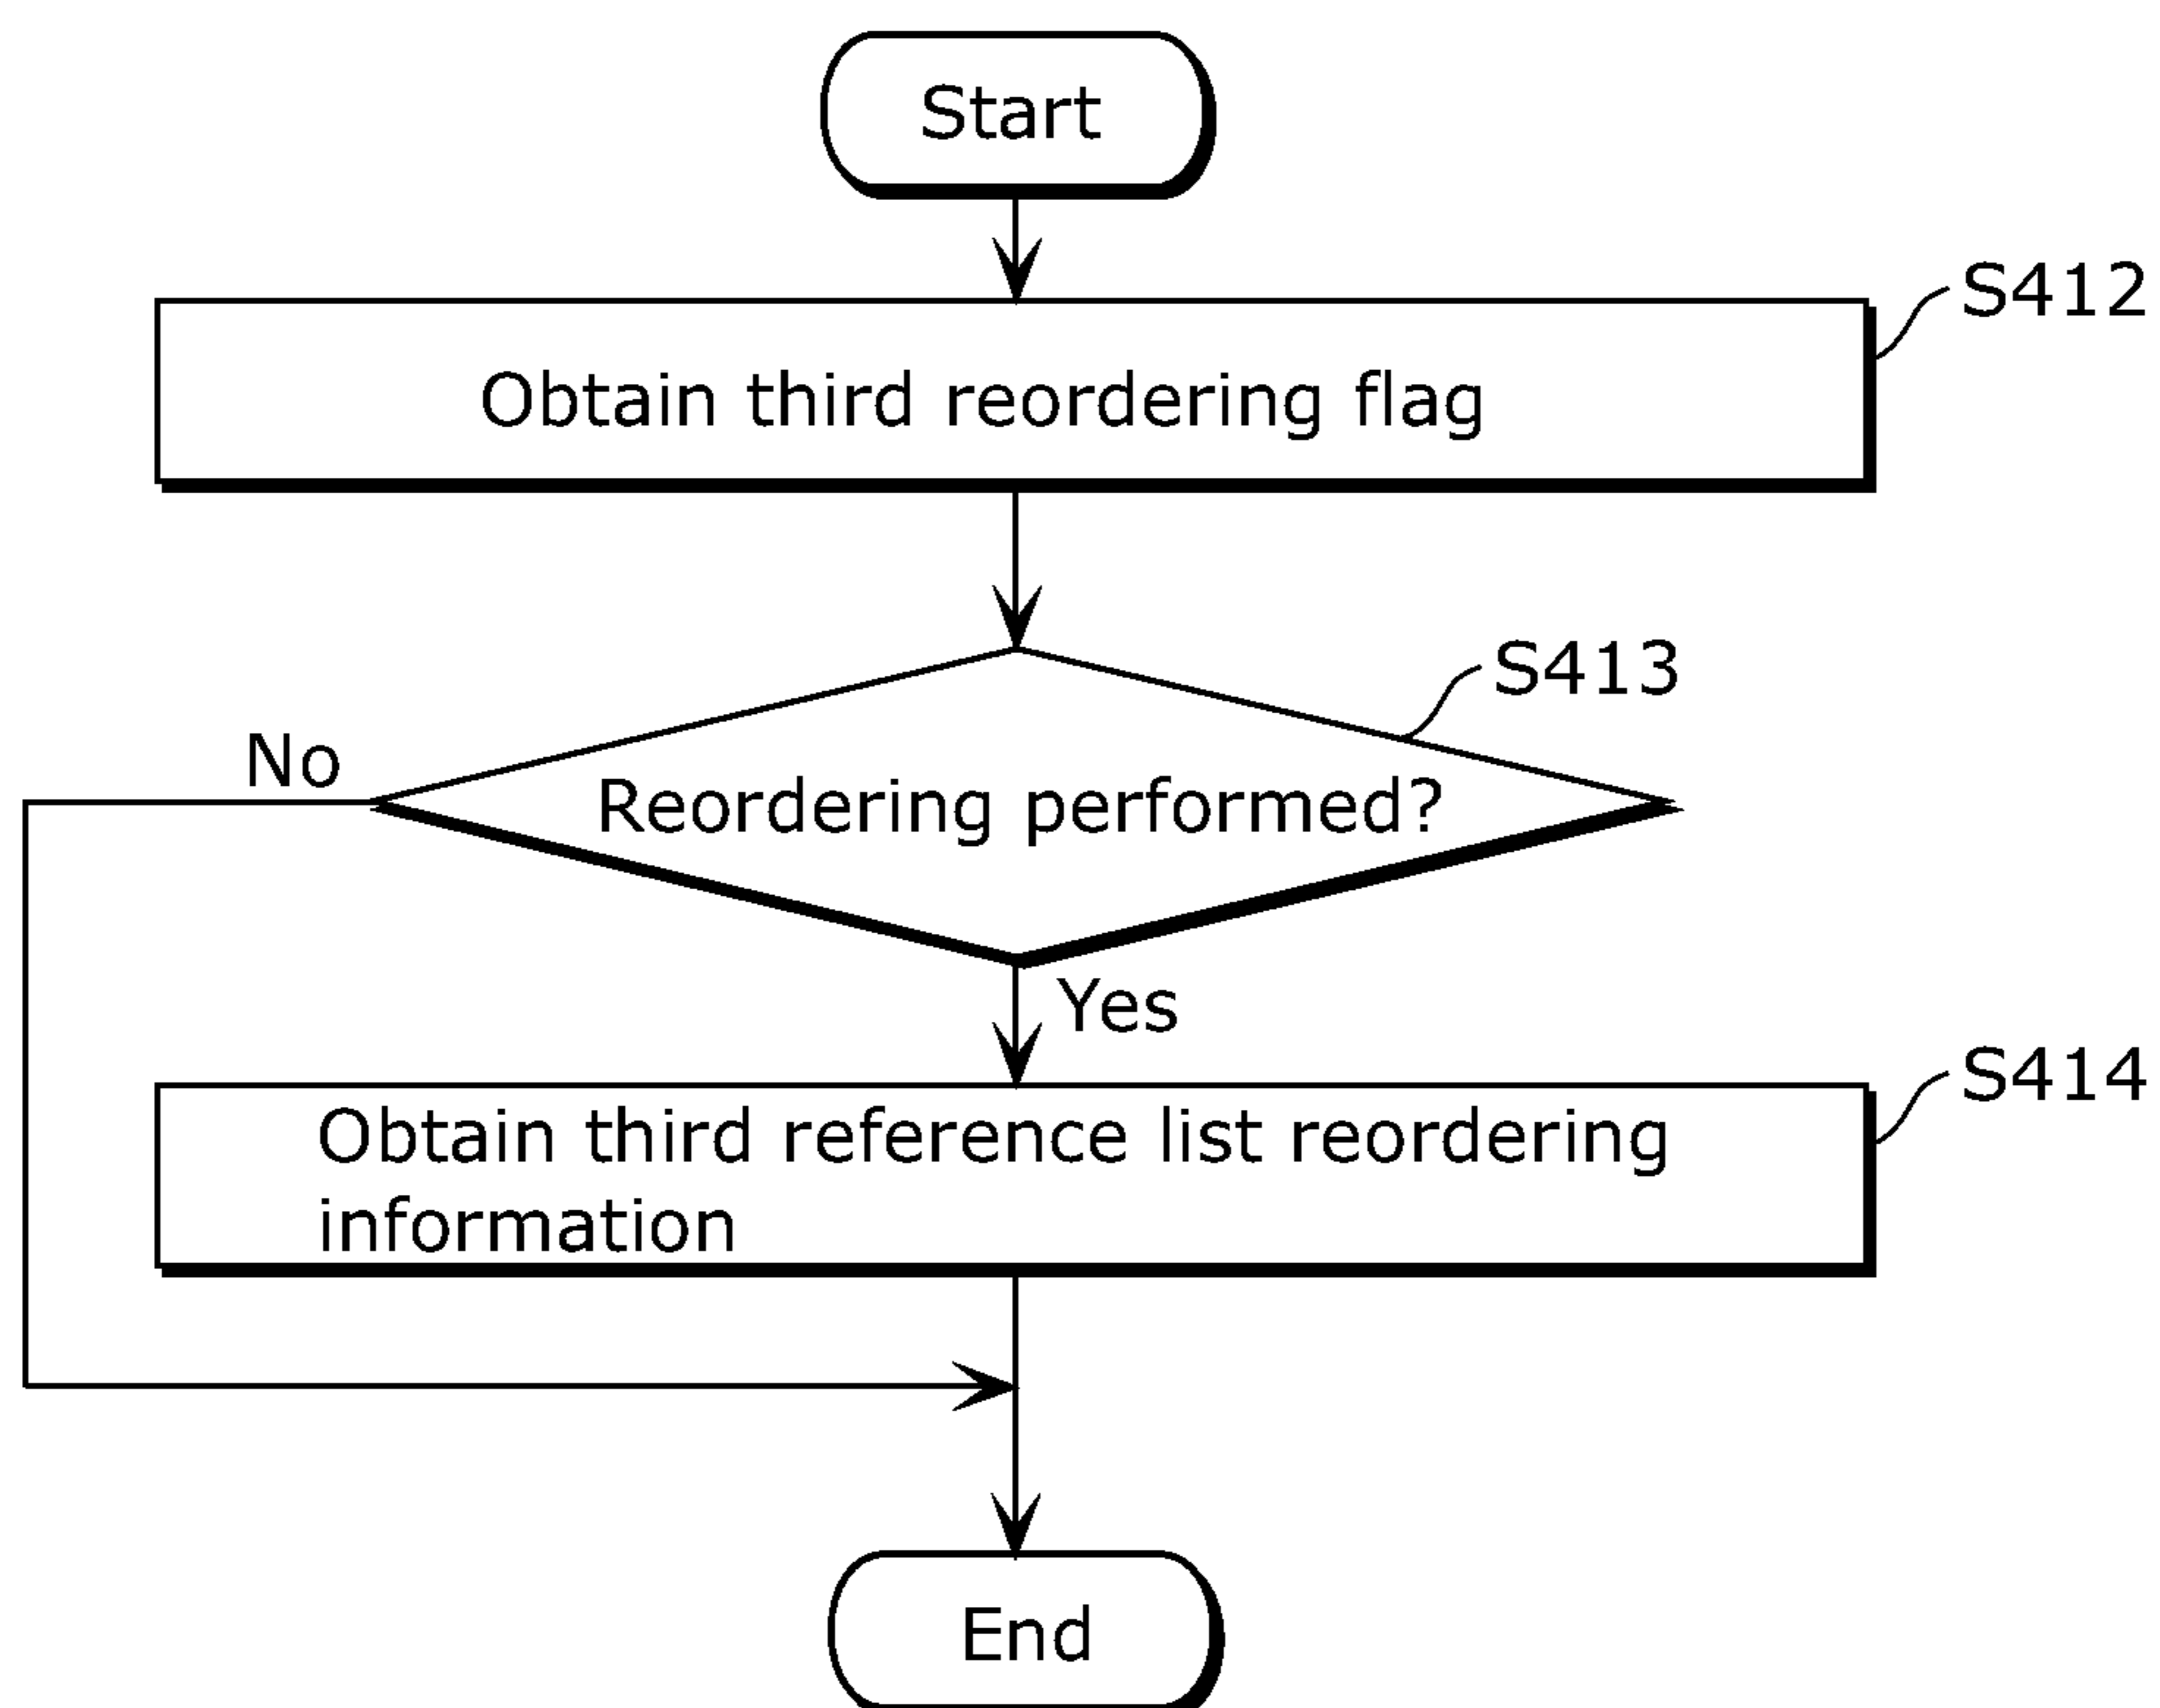 Start
S412
Obtain third reordering flag
S413
No
Reordering performed?
Yes
S414
Obtain third reference list reordering
information
End